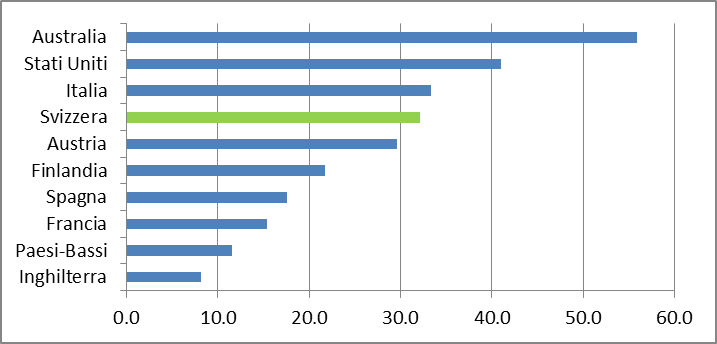 Australia
Stati Uniti
Italia
Svizzera
Austria
Finlandia
Spagna
Francia
Paesi-Bassi
Inghilterra
0.0 10.0 20.0 30.0 40.0 50.0 60.0